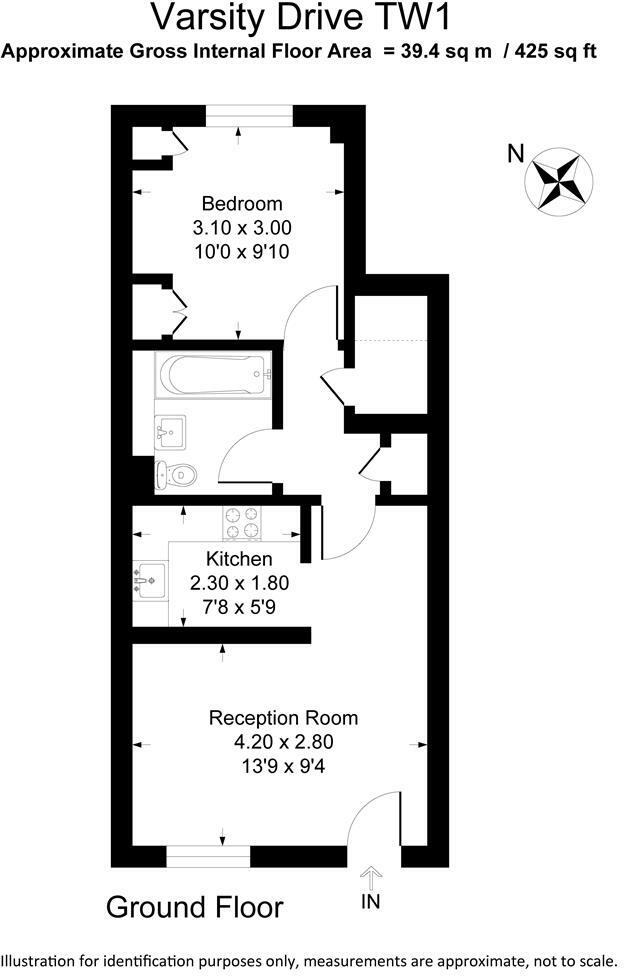 Varsity Drive TW1
Approximate Gross Internal Floor Area = 39.4 sq m / 425 sq ft
N
Bedroom
3.10 x 3.00
10'0 x 9'10
Kitchen
2.30 x 1.80
7'8 x 5'9
Reception Room
4.20 x 2.80
13'9 x 9'4
IN
Ground Floor
Illustration for identification purposes only, measurements are approximate, not to scale.